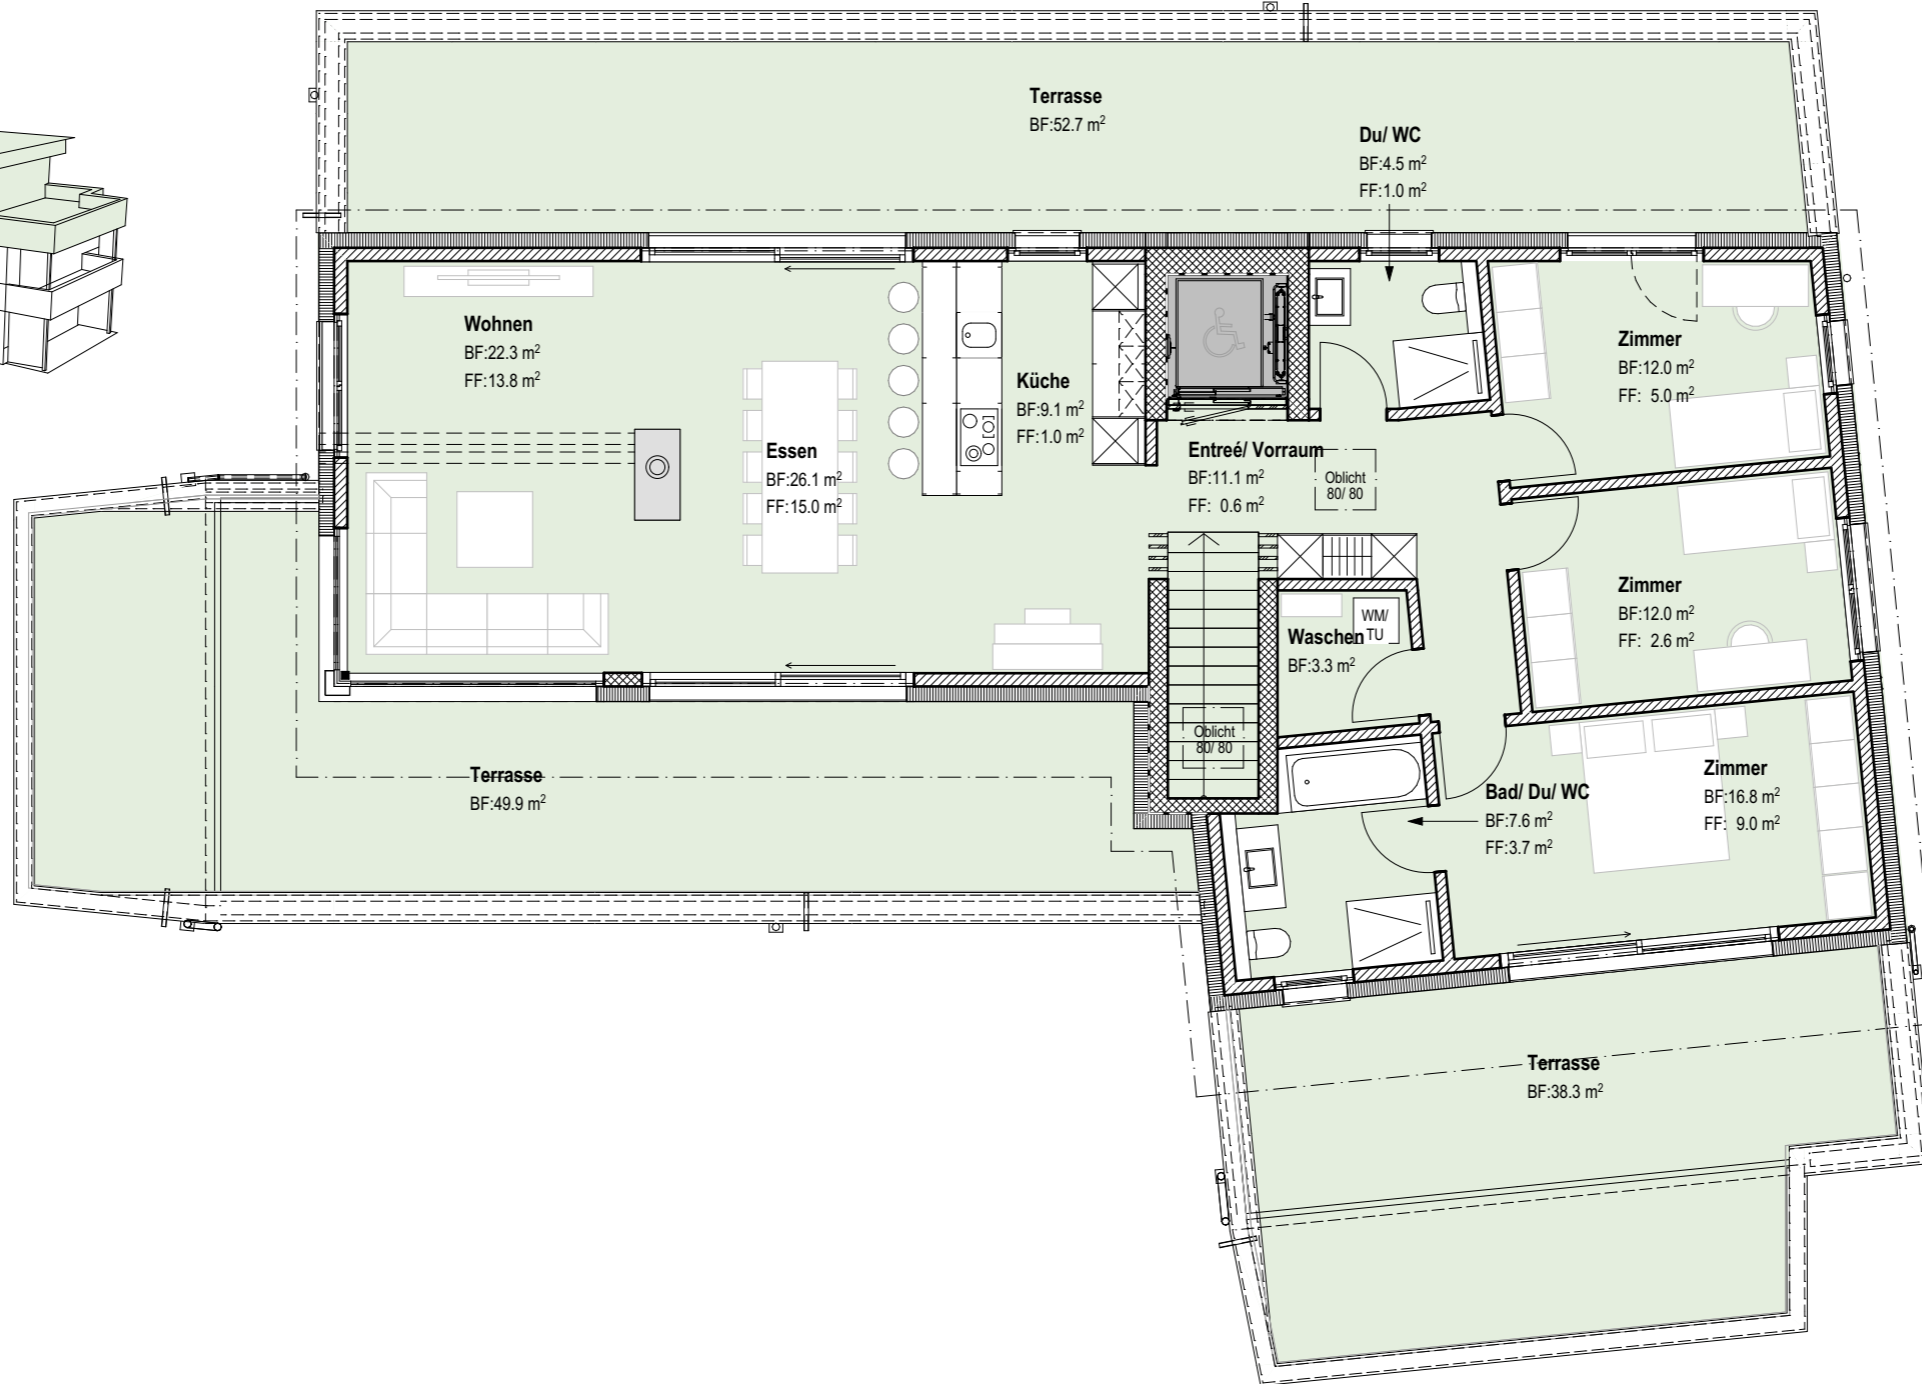 Terrasse
BF:52.7 m²
Du/ WC
BF:4.5 m²
FF:1.0 m²
Wohnen
BF:22.3 m²
FF:13.8 m²
Zimmer
BF:12.0 m²
FF: 5.0 m²
Küche
BF:9.1 m²
FF:1.0 m²
Essen
BF:26.1 m²
FF:15.0 m²
Entreé/ Vorraum
BF:11.1 m²
FF: 0.6 m²
Oblicht
80/ 80
Zimmer
BF:12.0 m²
FF: 2.6 m²
WM/
TU
Waschen
BF:3.3 m²
Oblicht
80/ 80
Terrasse
BF:49.9 m²
Zimmer
BF:16.8 m²
FF: 9.0 m²
Bad/ Du/ WC
BF:7.6 m²
FF:3.7 m²
Terrasse
BF:38.3 m²